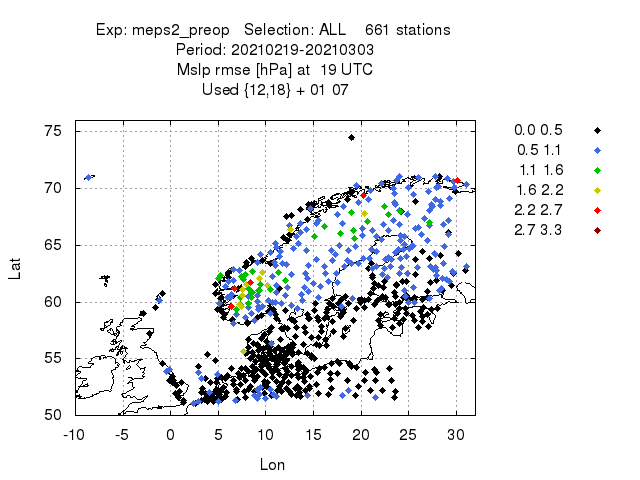 Exp: meps2_preop   Selection: ALL    661 stations
Period: 20210219-20210303
Mslp rmse [hPa] at  19 UTC
Used {12,18} + 01 07
0.0 0.5
0.5 1.1
1.1 1.6
1.6 2.2
2.2 2.7
2.7 3.3
75
70
65
60
55
50
Lat
-10 -5 0 5 10 15 20 25 30
Lon